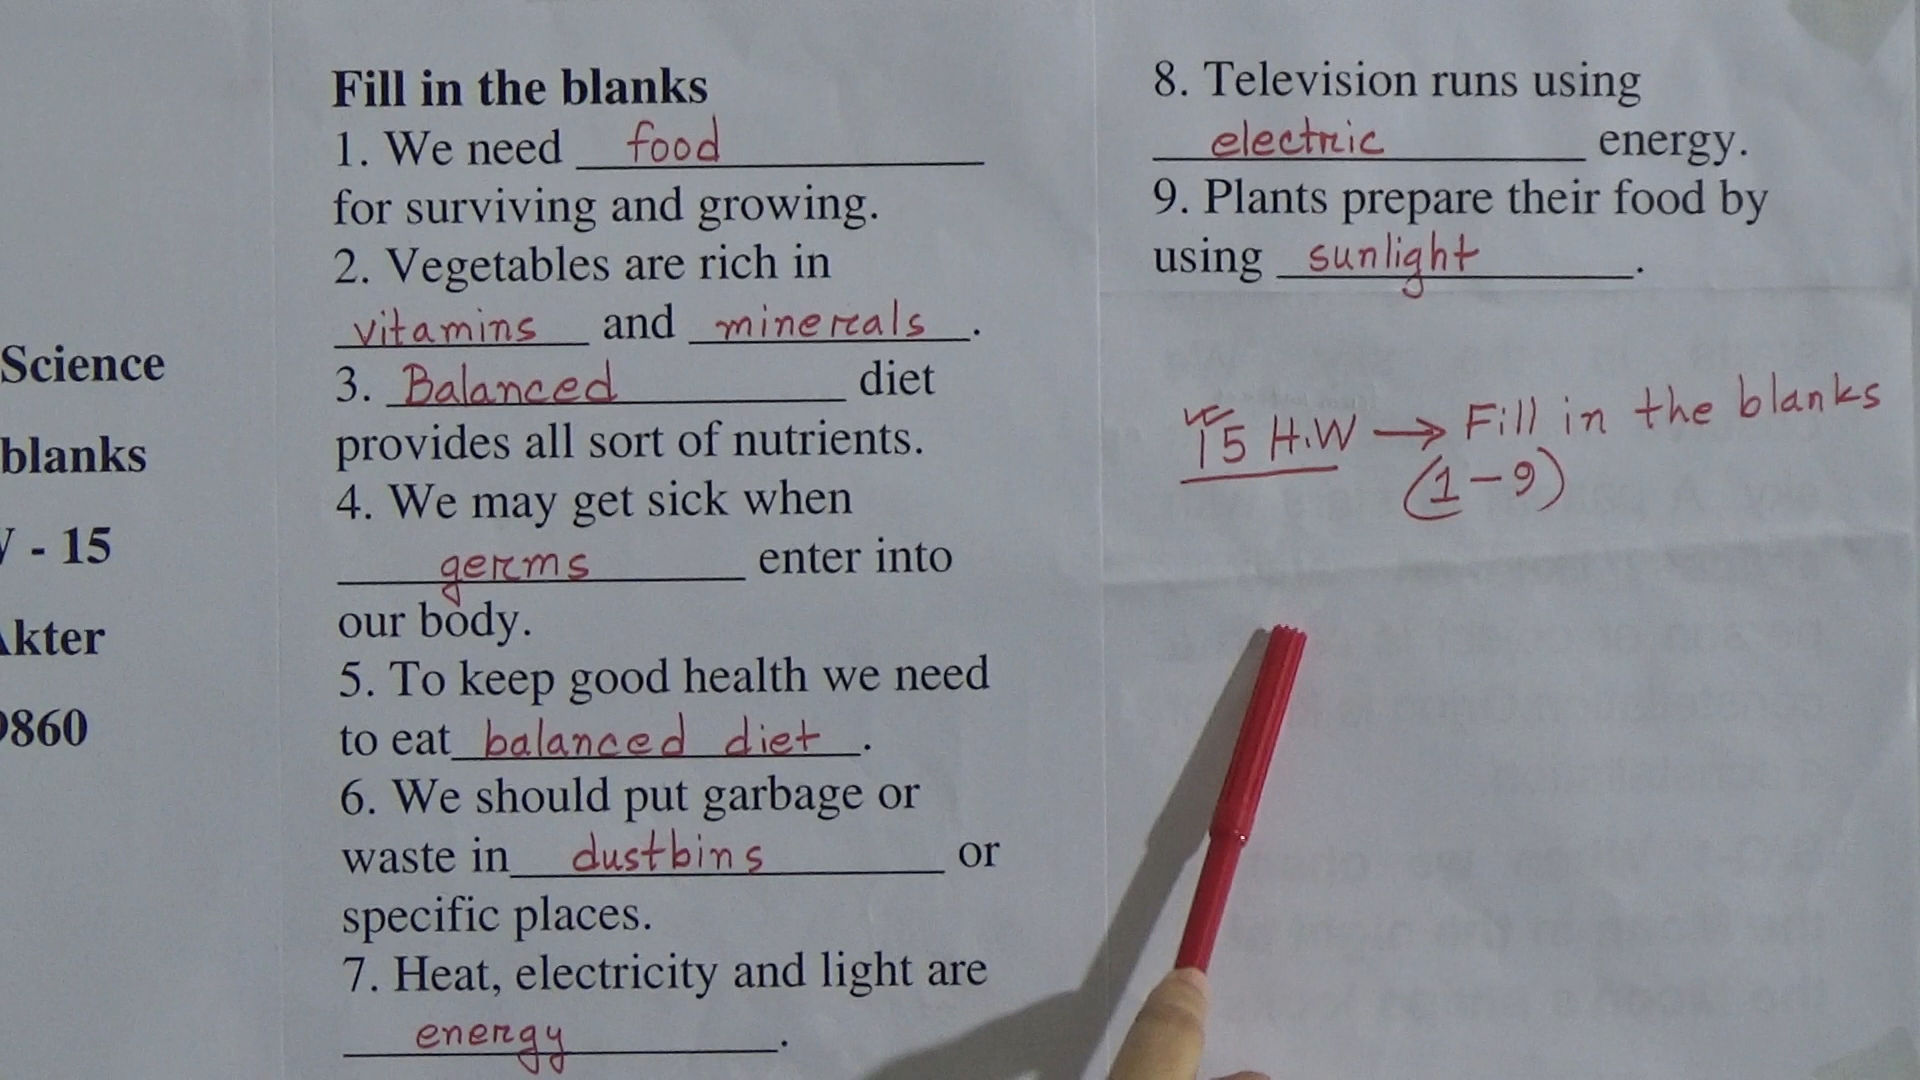 Science
blanks
- 15
kter
860
Fill in the blanks
1. We need food
for surviving and growing.
2. Vegetables are rich in
vitamins and minerals.
3. Balanced diet
provides all sort of nutrients.
4. We may get sick when
germs enter into
our body.
5. To keep good health we need
to eat balanced diet.
6. We should put garbage or
waste in dustbins or
specific places.
7. Heat, electricity and light are
energy.
8. Television runs using
electric energy.
9. Plants prepare their food by
using sunlight.
15 H.W → Fill in the blanks
(1-9)